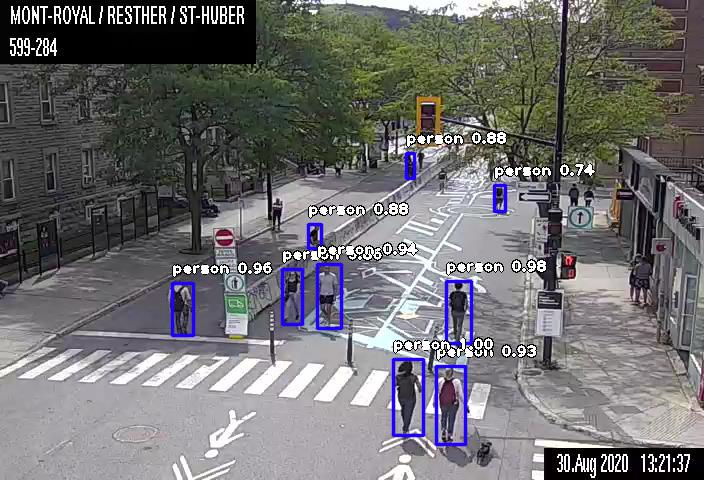 MONT-ROYAL / RESTHER / ST-HUBER
599-284
person 0.88
person 0.74
person 0.88
person 0.94
person 0.96
person 0.98
person 1.00
person 0.93
30.Aug 2020 13:21:37